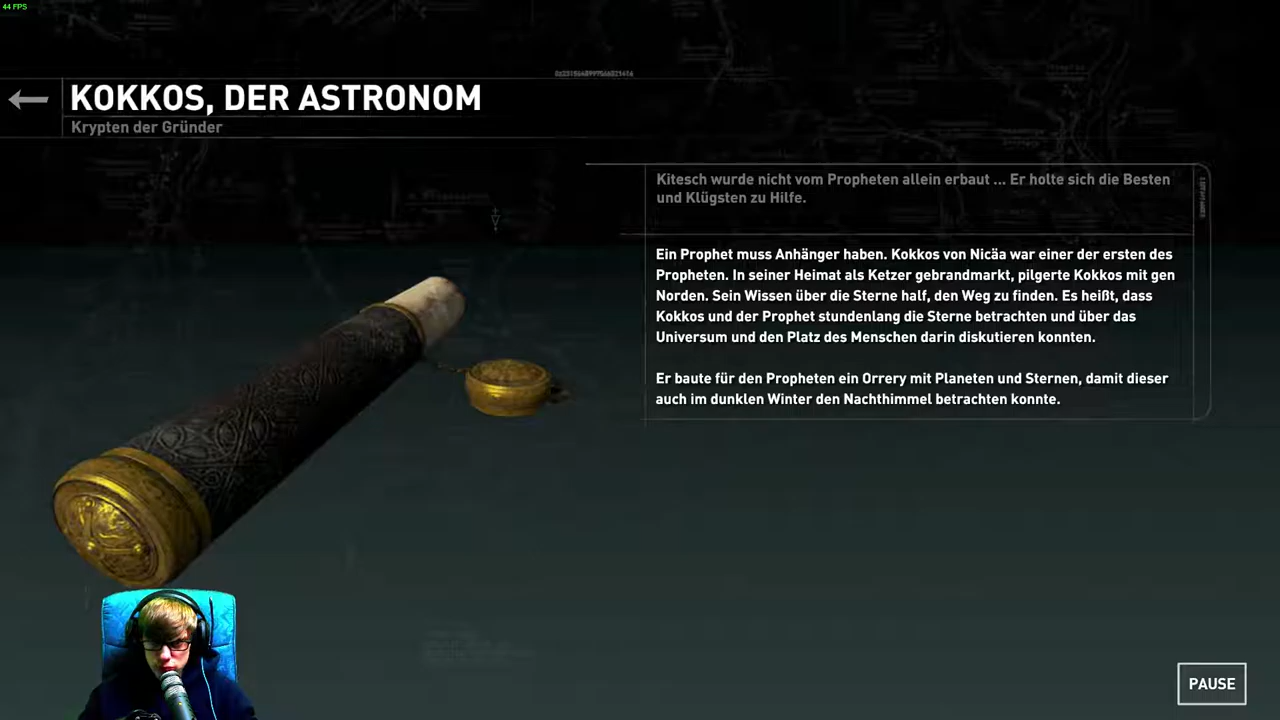 44 FPS
KOKKOS, DER ASTRONOM
Krypten der Gründer
Kitesch wurde nicht vom Propheten allein erbaut ... Er holte sich die Besten
und Klügsten zu Hilfe.
Ein Prophet muss Anhänger haben. Kokkos von Nicäa war einer der ersten des
Propheten. In seiner Heimat als Ketzer gebrandmarkt, pilgerte Kokkos mit gen
Norden. Sein Wissen über die Sterne half, den Weg zu finden. Es heißt, dass
Kokkos und der Prophet stundenlang die Sterne betrachten und über das
Universum und den Platz des Menschen darin diskutieren konnten.
Er baute für den Propheten ein Orrery mit Planeten und Sternen, damit dieser
auch im dunklen Winter den Nachthimmel betrachten konnte.
PAUSE